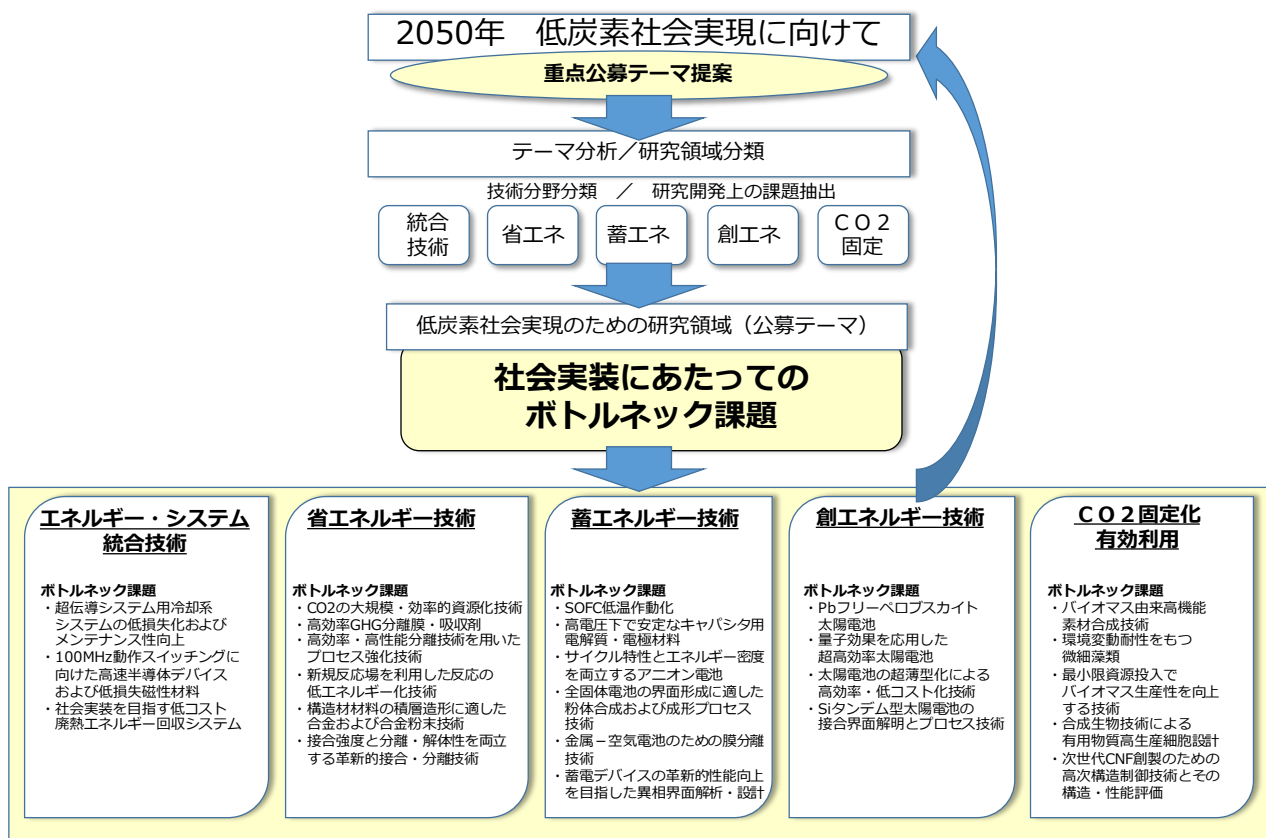 2050年　低炭素社会実現に向けて
重点公募テーマ提案
テーマ分析／研究領域分類
技術分野分類　／　研究開発上の課題抽出
統合
技術
省エネ
蓄エネ
創エネ
ＣＯ２
固定
低炭素社会実現のための研究領域（公募テーマ）
社会実装にあたっての
ボトルネック課題
エネルギー・システム
統合技術
ボトルネック課題
・超伝導システム用冷却系
システムの低損失化および
メンテナンス性向上
・100MHz動作スイッチングに
向けた高速半導体デバイス
および低損失磁性材料
・社会実装を目指す低コスト
廃熱エネルギー回収システム
省エネルギー技術
ボトルネック課題
・CO2の大規模・効率的資源化技術
・高効率GHG分離膜・吸収剤
・高効率・高性能分離技術を用いた
プロセス強化技術
・新規反応場を利用した反応の
低エネルギー化技術
・構造材材料の積層造形に適した
合金および合金粉末技術
・接合強度と分離・解体性を両立
する革新的接合・分離技術
蓄エネルギー技術
ボトルネック課題
・SOFC低温作動化
・高電圧下で安定なキャパシタ用
電解質・電極材料
・サイクル特性とエネルギー密度
を両立するアニオン電池
・全固体電池の界面形成に適した
粉体合成および成形プロセス
技術
・金属－空気電池のための膜分離
技術
・蓄電デバイスの革新的性能向上
を目指した異相界面解析・設計
創エネルギー技術
ボトルネック課題
・Pbフリーペロブスカイト
太陽電池
・量子効果を応用した
超高効率太陽電池
・太陽電池の超薄型化による
高効率・低コスト化技術
・Siタンデム型太陽電池の
接合界面解明とプロセス技術
ＣＯ２固定化
有効利用
ボトルネック課題
・バイオマス由来高機能
素材合成技術
・環境変動耐性をもつ
微細藻類
・最小限資源投入で
バイオマス生産性を向上
する技術
・合成生物技術による
有用物質高生産細胞設計
・次世代CNF創製のための
高次構造制御技術とその
構造・性能評価